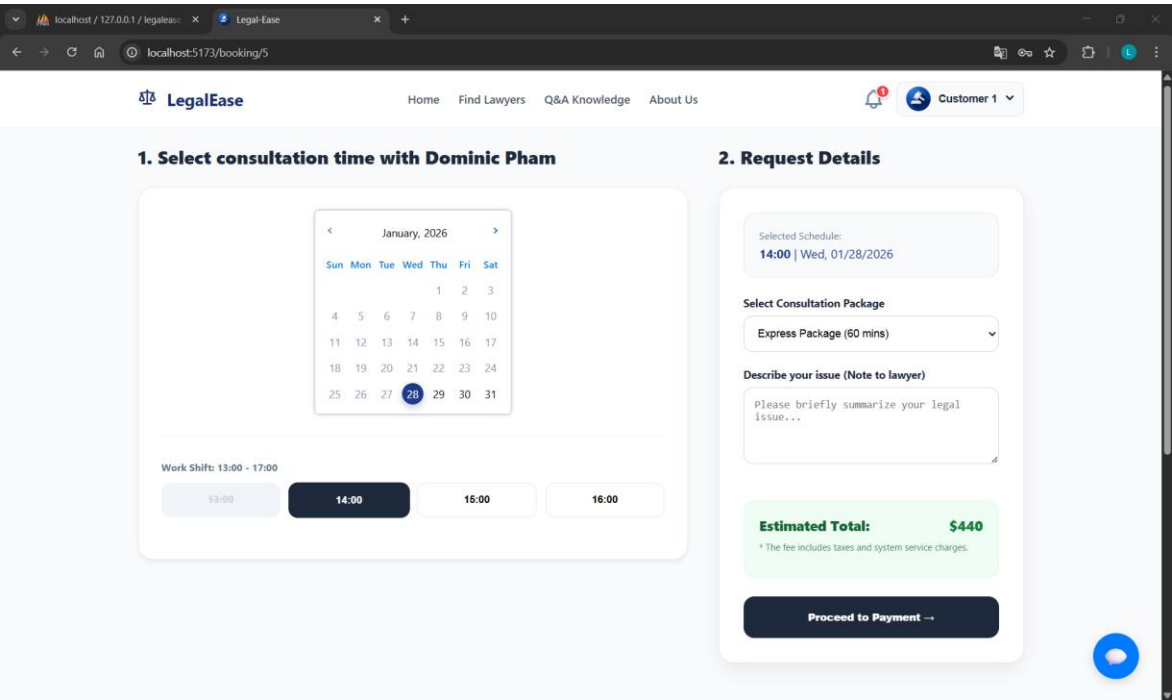 localhost / 127.0.0.1 / legalease
Legal-Ease
localhost:5173/booking/5
L
LegalEase
Home
Find Lawyers
Q&A Knowledge
About Us
1
Customer 1
1. Select consultation time with Dominic Pham
January, 2026
Sun Mon Tue Wed Thu Fri Sat
1 2 3
4 5 6 7 8 9 10
11 12 13 14 15 16 17
18 19 20 21 22 23 24
25 26 27 28 29 30 31
Work Shift: 13:00 - 17:00
13:00
14:00
15:00
16:00
2. Request Details
Selected Schedule:
14:00 | Wed, 01/28/2026
Select Consultation Package
Express Package (60 mins)
Describe your issue (Note to lawyer)
Please briefly summarize your legal
issue...
Estimated Total: $440
* The fee includes taxes and system service charges.
Proceed to Payment →